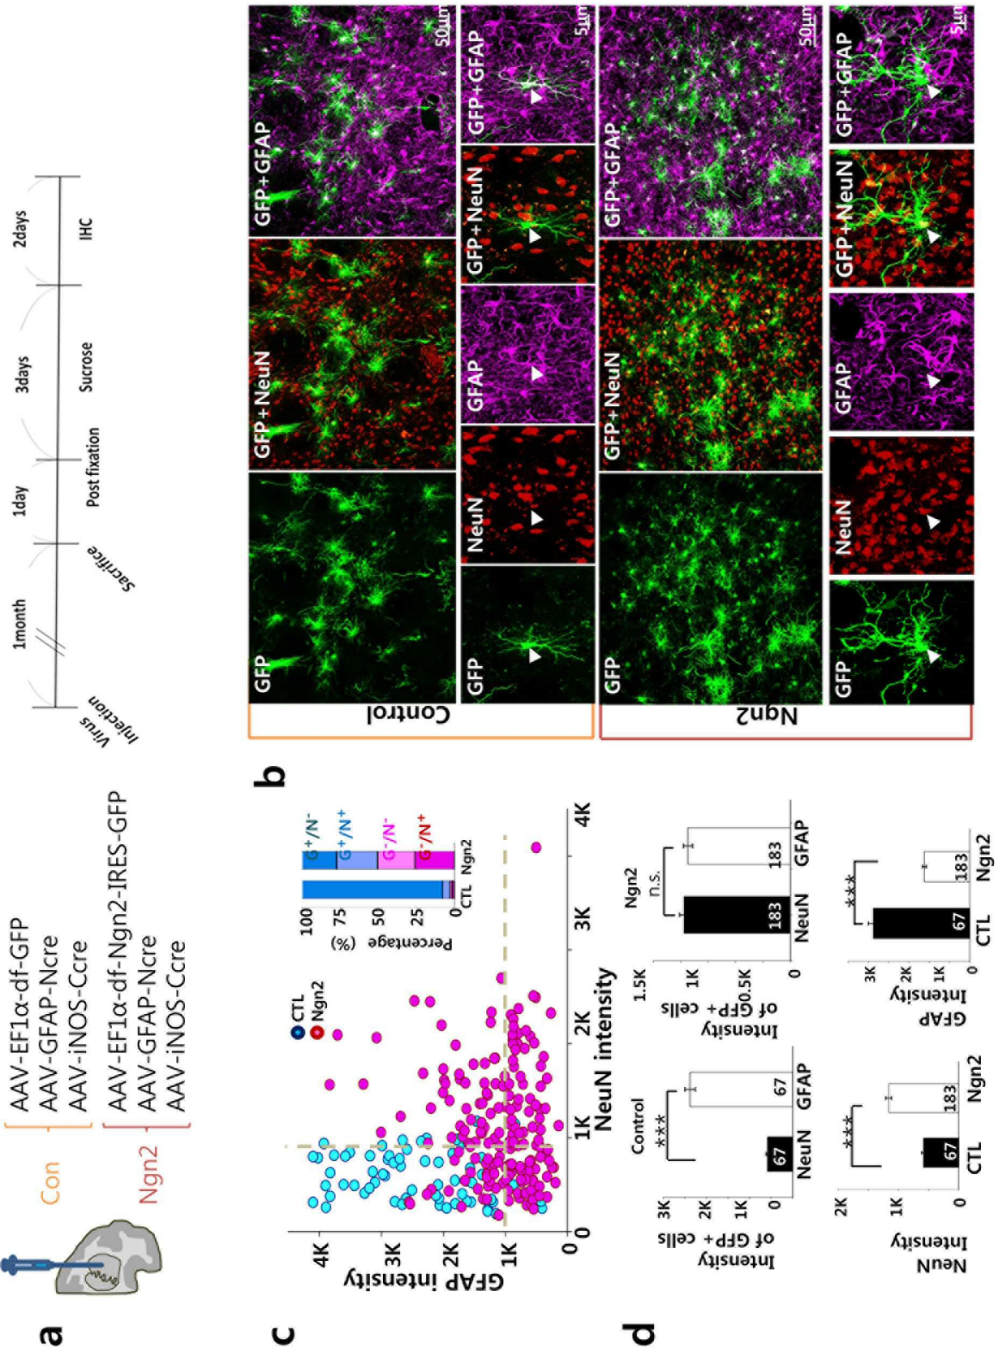 a
Con
AAV-EF1α-df-GFP
AAV-GFAP-Ncre
AAV-iNOS-Ccre
Ngn2
AAV-EF1α-df-Ngn2-IRES-GFP
AAV-GFAP-Ncre
AAV-iNOS-Ccre
1month
1day
3days
2days
Virus
Injection
Sacrifice
Post fixation
Sucrose
IHC
b
Control
GFP
GFP+NeuN
GFP+GFAP
50µm
GFP
NeuN
GFAP
GFP+NeuN
GFP+GFAP
5µm
Ngn2
GFP
GFP+NeuN
GFP+GFAP
50µm
GFP
NeuN
GFAP
GFP+NeuN
GFP+GFAP
5µm
c
GFAP intensity
4K
3K
2K
1K
0
0
1K
2K
3K
4K
NeuN intensity
CTL
Ngn2
Percentage (%)
100
75
50
25
0
CTL
Ngn2
G+/N-
G+/N+
G-/N-
G-/N+
d
Control
Intensity
of GFP+ cells
3K
2K
1K
0
***
67
67
NeuN
GFAP
Ngn2
Intensity
of GFP+ cells
1.5K
1K
0.5K
0
n.s.
183
183
NeuN
GFAP
NeuN
Intensity
2K
1K
0
***
67
183
CTL
Ngn2
GFAP
Intensity
3K
2K
1K
0
***
67
183
CTL
Ngn2